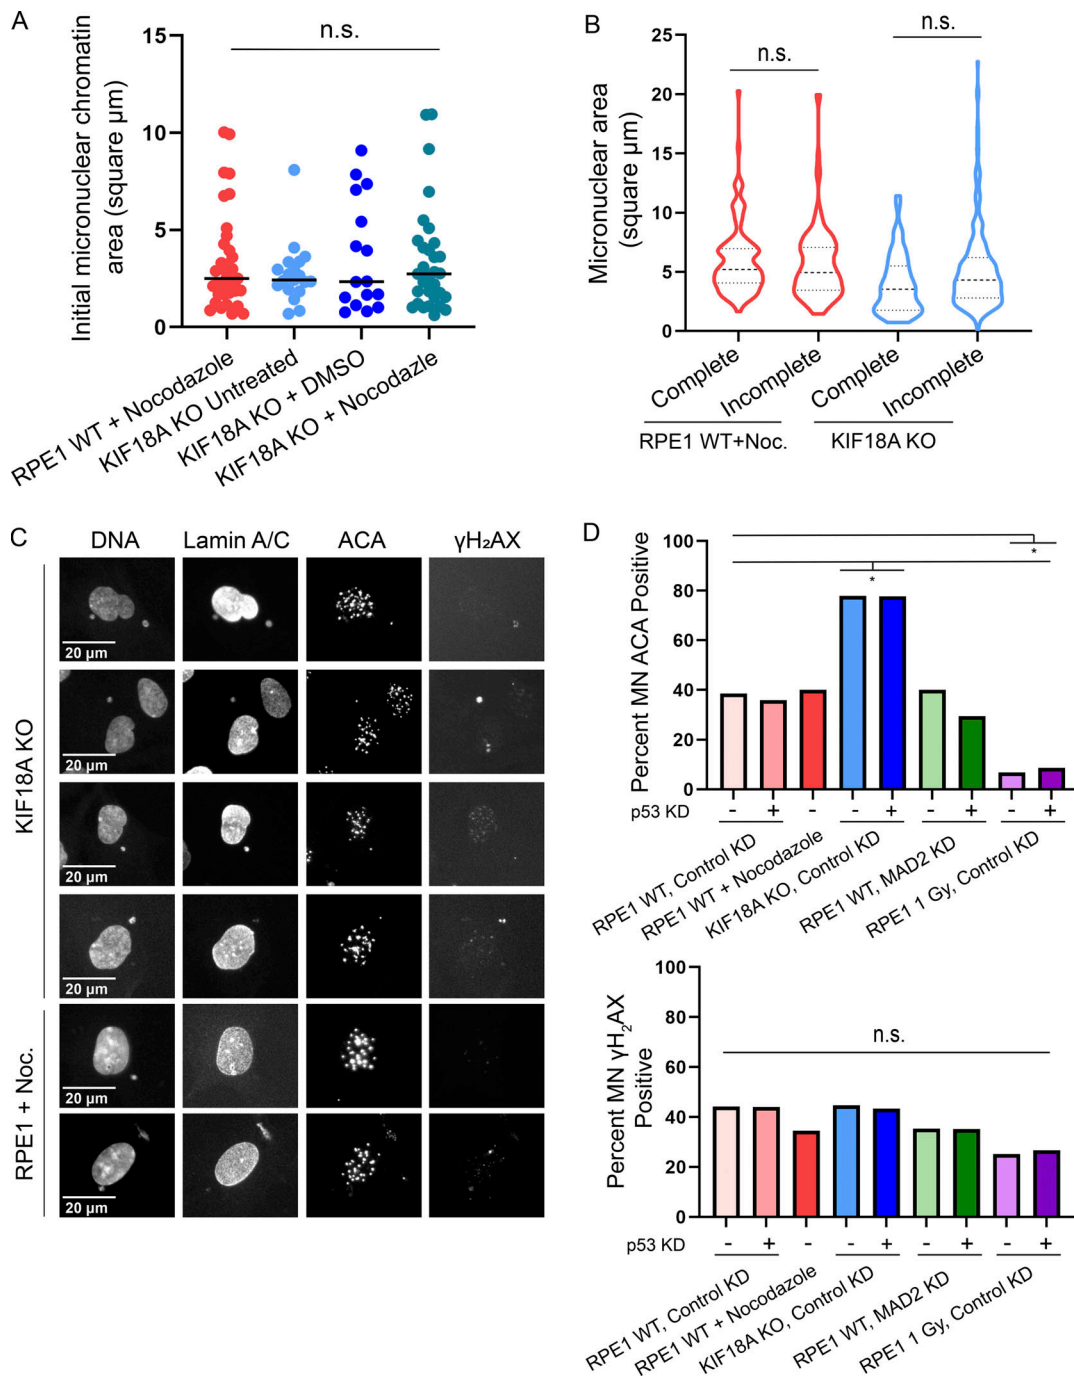 A
Initial micronuclear chromatin
area (square µm)
15
10
5
0
n.s.
RPE1 WT + Nocodazole
KIF18A KO Untreated
KIF18A KO + DMSO
KIF18A KO + Nocodazle
B
Micronuclear area
(square µm)
25
20
15
10
5
0
n.s.
n.s.
Complete
Incomplete
Complete
Incomplete
RPE1 WT+Noc.
KIF18A KO
C
DNA
Lamin A/C
ACA
γH₂AX
KIF18A KO
20 µm
20 µm
20 µm
20 µm
RPE1 + Noc.
20 µm
20 µm
D
Percent MN ACA Positive
100
80
60
40
20
0
*
*
p53 KD
- + - - + - + - +
RPE1 WT, Control KD
RPE1 WT + Nocodazole
KIF18A KO, Control KD
RPE1 WT, MAD2 KD
RPE1 1 Gy, Control KD
Percent MN γH₂AX
Positive
100
80
60
40
20
0
n.s.
p53 KD
- + - - + - + - +
RPE1 WT, Control KD
RPE1 WT + Nocodazole
KIF18A KO, Control KD
RPE1 WT, MAD2 KD
RPE1 1 Gy, Control KD